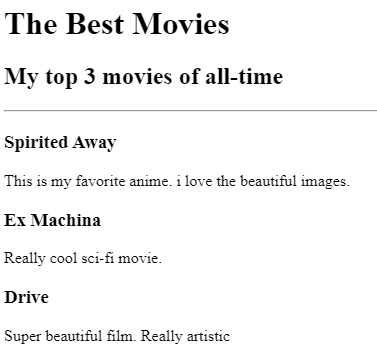 The Best Movies
My top 3 movies of all-time
Spirited Away
This is my favorite anime. i love the beautiful images.
Ex Machina
Really cool sci-fi movie.
Drive
Super beautiful film. Really artistic